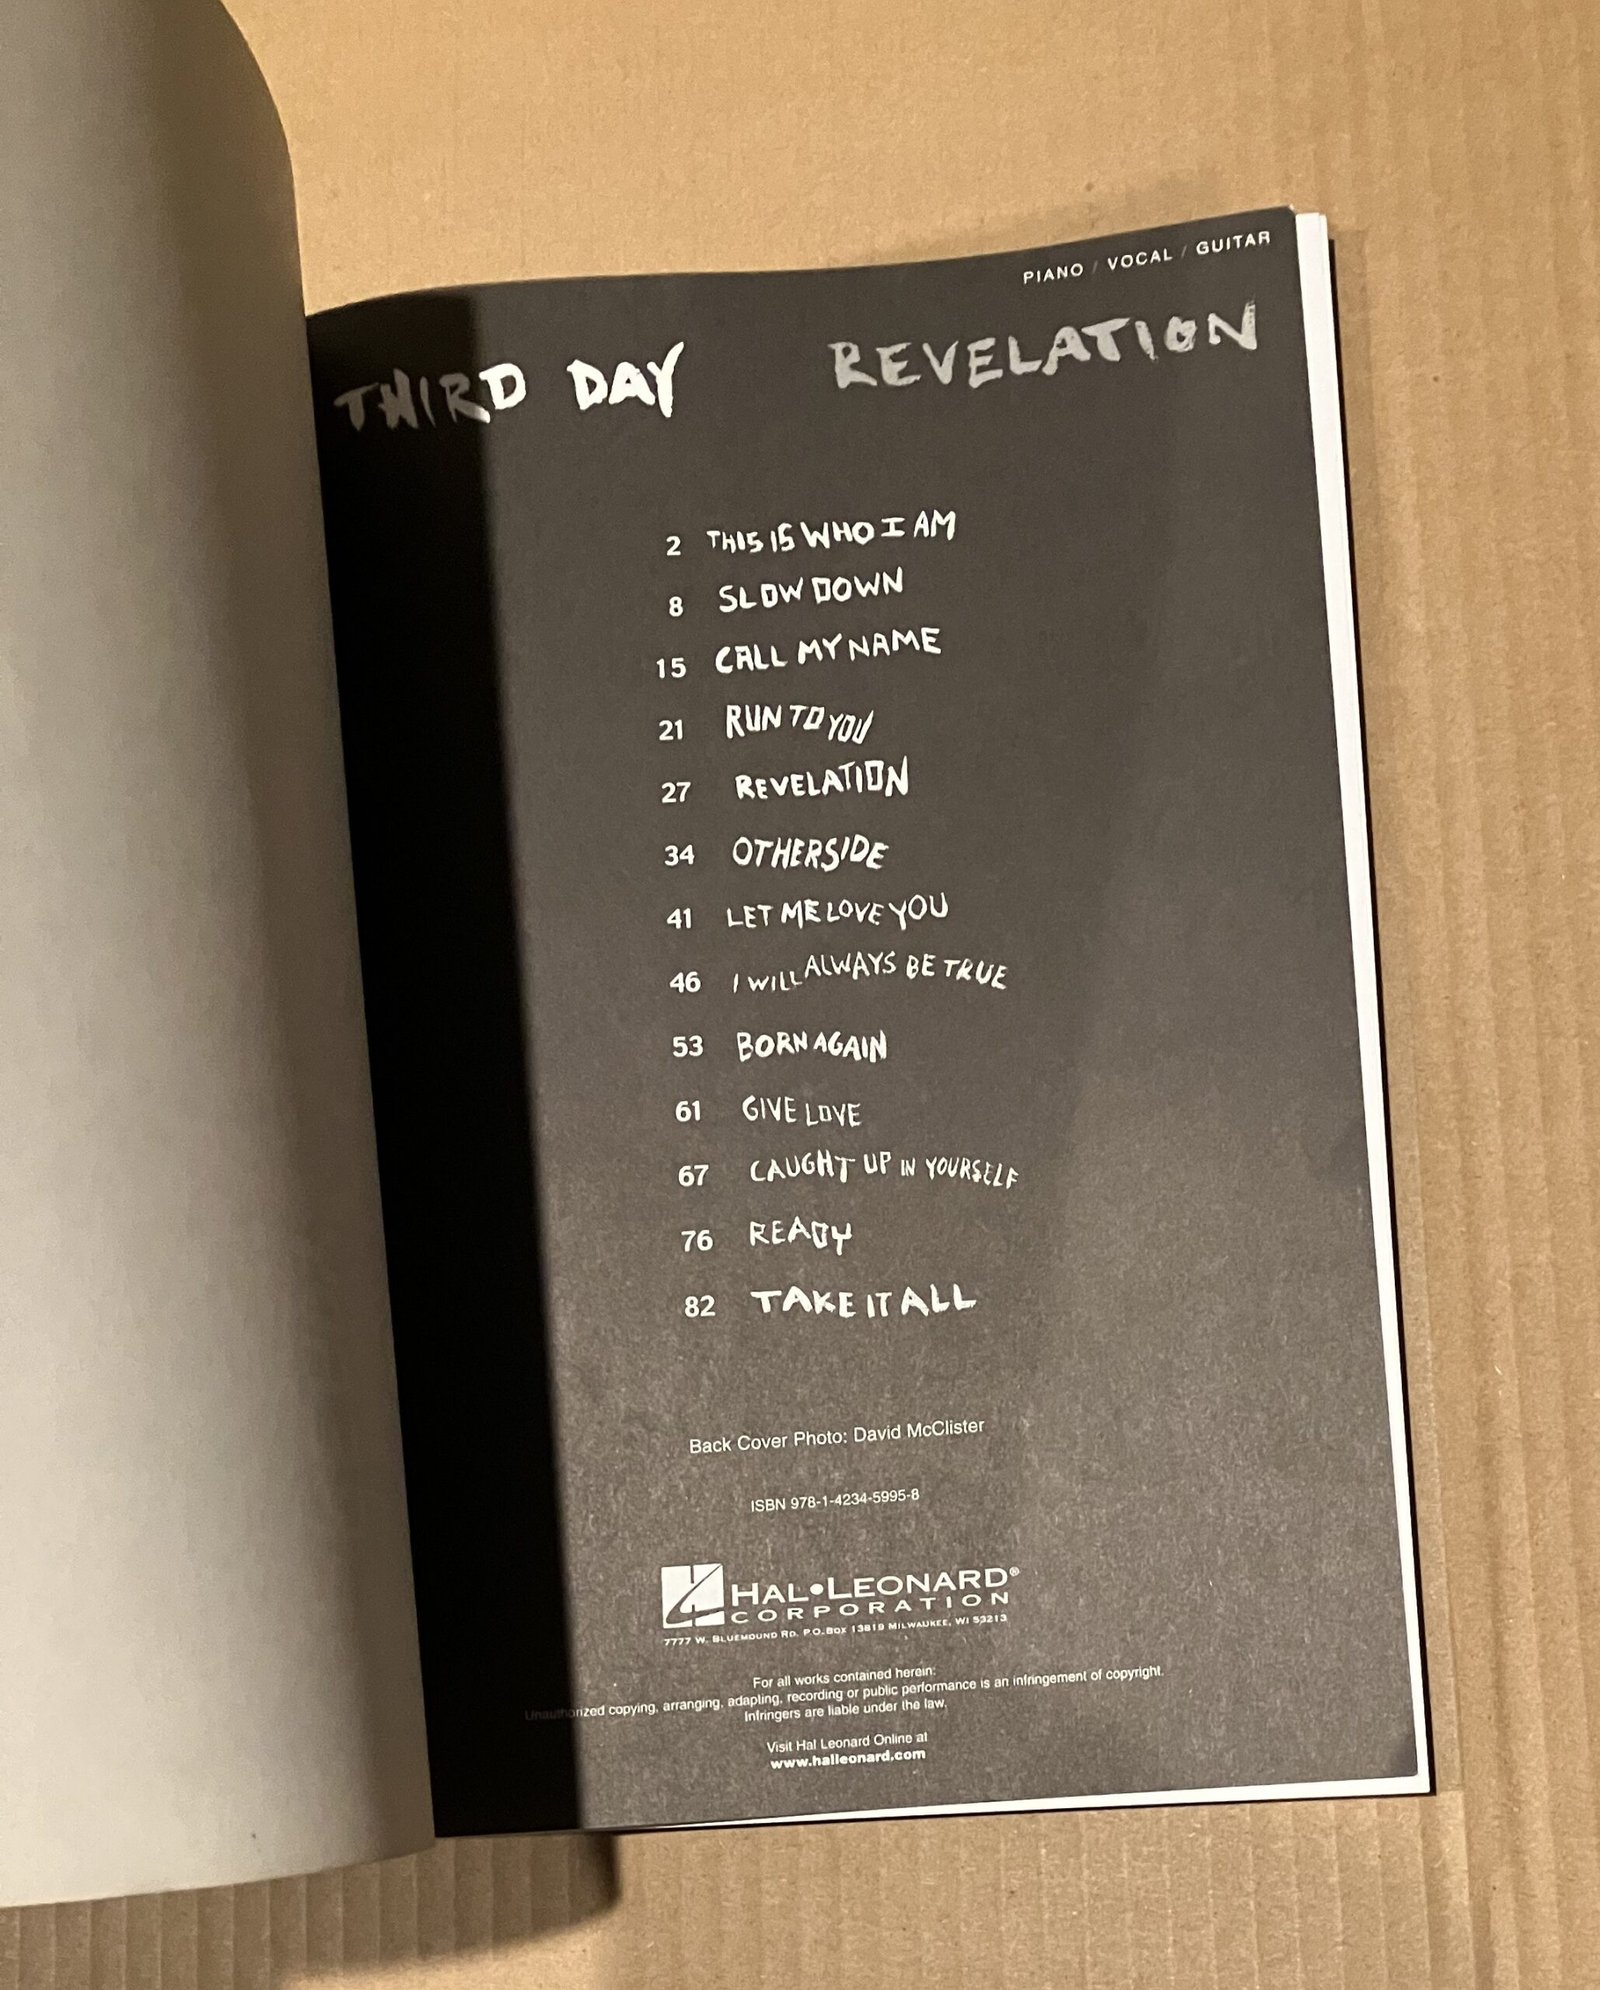 PIANO / VOCAL / GUITAR
THIRD DAY REVELATION
2 THIS IS WHO I AM
8 SLOW DOWN
15 CALL MY NAME
21 RUN TO YOU
27 REVELATION
34 OTHERSIDE
41 LET ME LOVE YOU
46 I WILL ALWAYS BE TRUE
53 BORN AGAIN
61 GIVE LOVE
67 CAUGHT UP IN YOURSELF
76 READY
82 TAKE IT ALL
Back Cover Photo: David McClister
ISBN 978-1-4234-5995-8
HAL•LEONARD®
CORPORATION
7777 W. BLUEMOUND RD. P.O. BOX 13819 MILWAUKEE, WI 53213
For all works contained herein:
Unauthorized copying, arranging, adapting, recording or public performance is an infringement of copyright.
Infringers are liable under the law.
Visit Hal Leonard Online at
www.halleonard.com